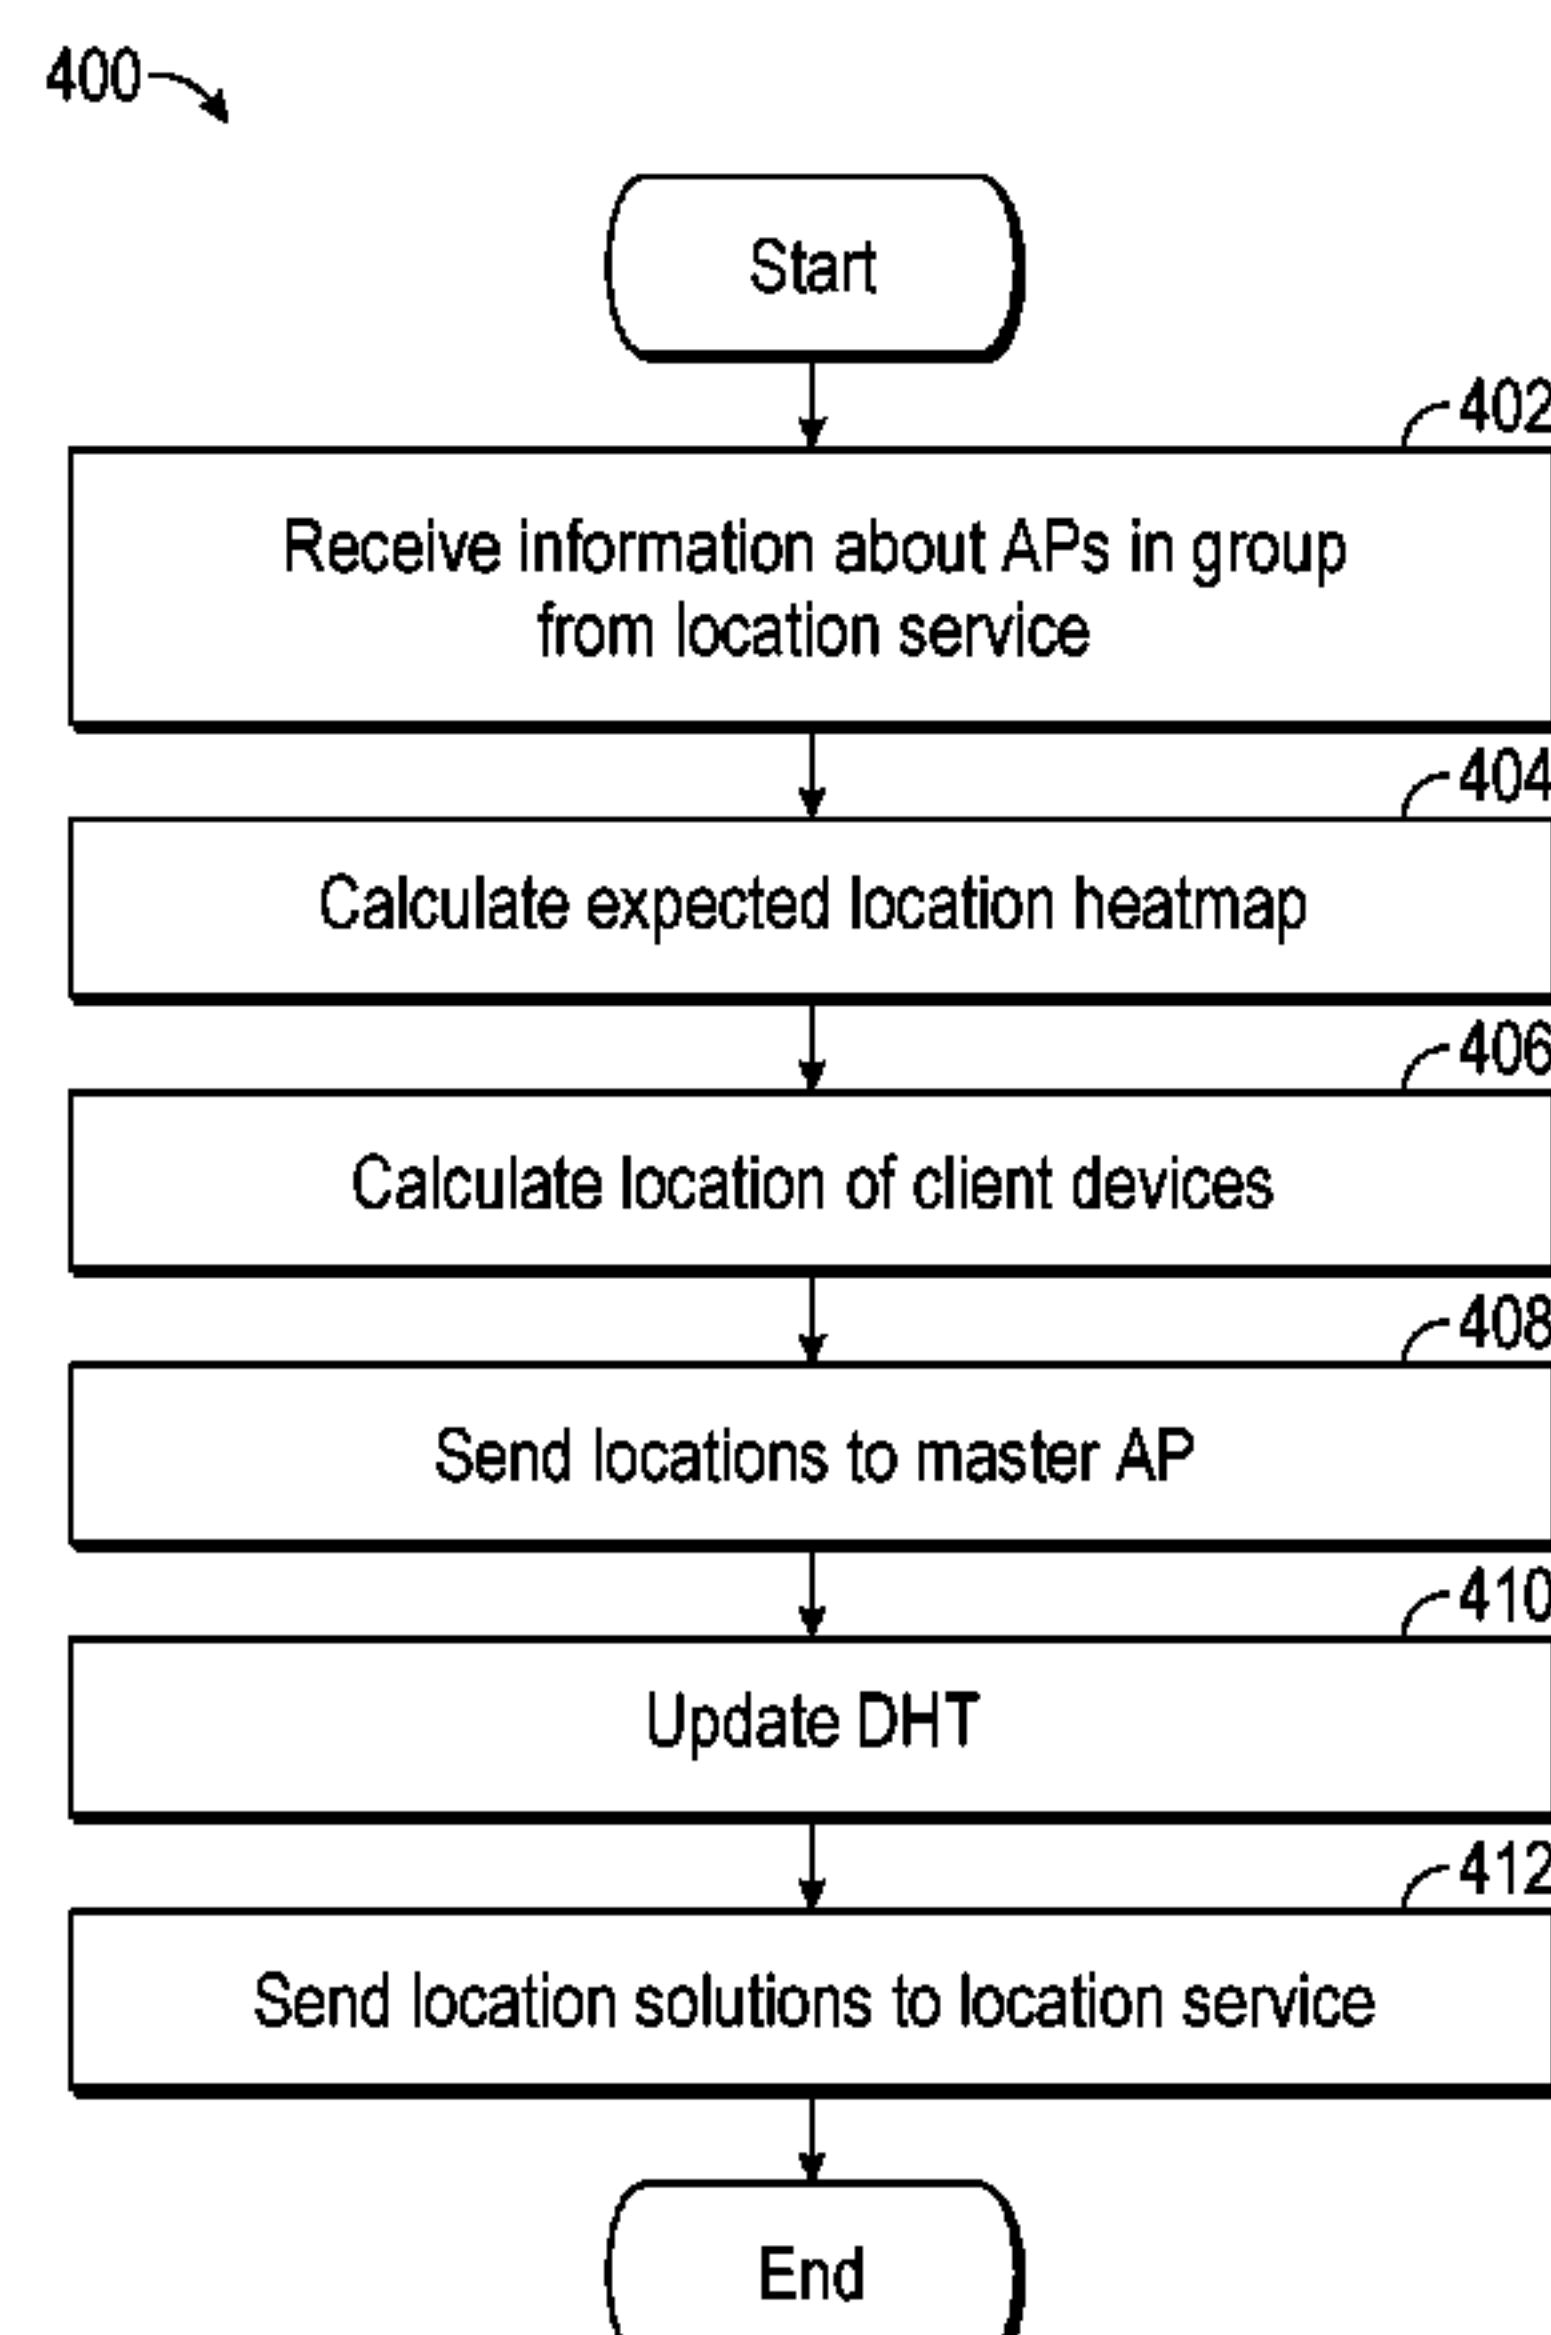 400
Start
402
Receive information about APs in group
from location service
404
Calculate expected location heatmap
406
Calculate location of client devices
408
Send locations to master AP
410
Update DHT
412
Send location solutions to location service
End